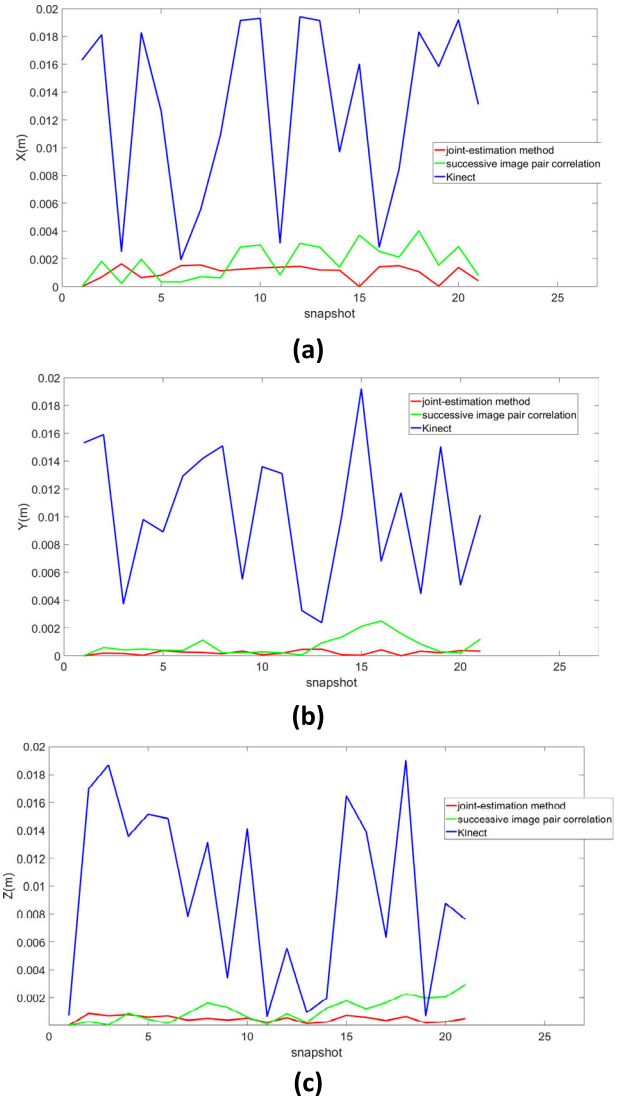 0.02
0.018
0.016
0.014
0.012
0.01
0.008
0.006
0.004
0.002
0
X(m)
joint-estimation method
successive image pair correlation
Kinect
0 5 10 15 20 25
snapshot
(a)
0.02
0.018
0.016
0.014
0.012
0.01
0.008
0.006
0.004
0.002
0
Y(m)
joint-estimation method
successive image pair correlation
Kinect
0 5 10 15 20 25
snapshot
(b)
0.02
0.018
0.016
0.014
0.012
0.01
0.008
0.006
0.004
0.002
Z(m)
joint-estimation method
successive image pair correlation
Kinect
5 10 15 20 25
snapshot
(c)